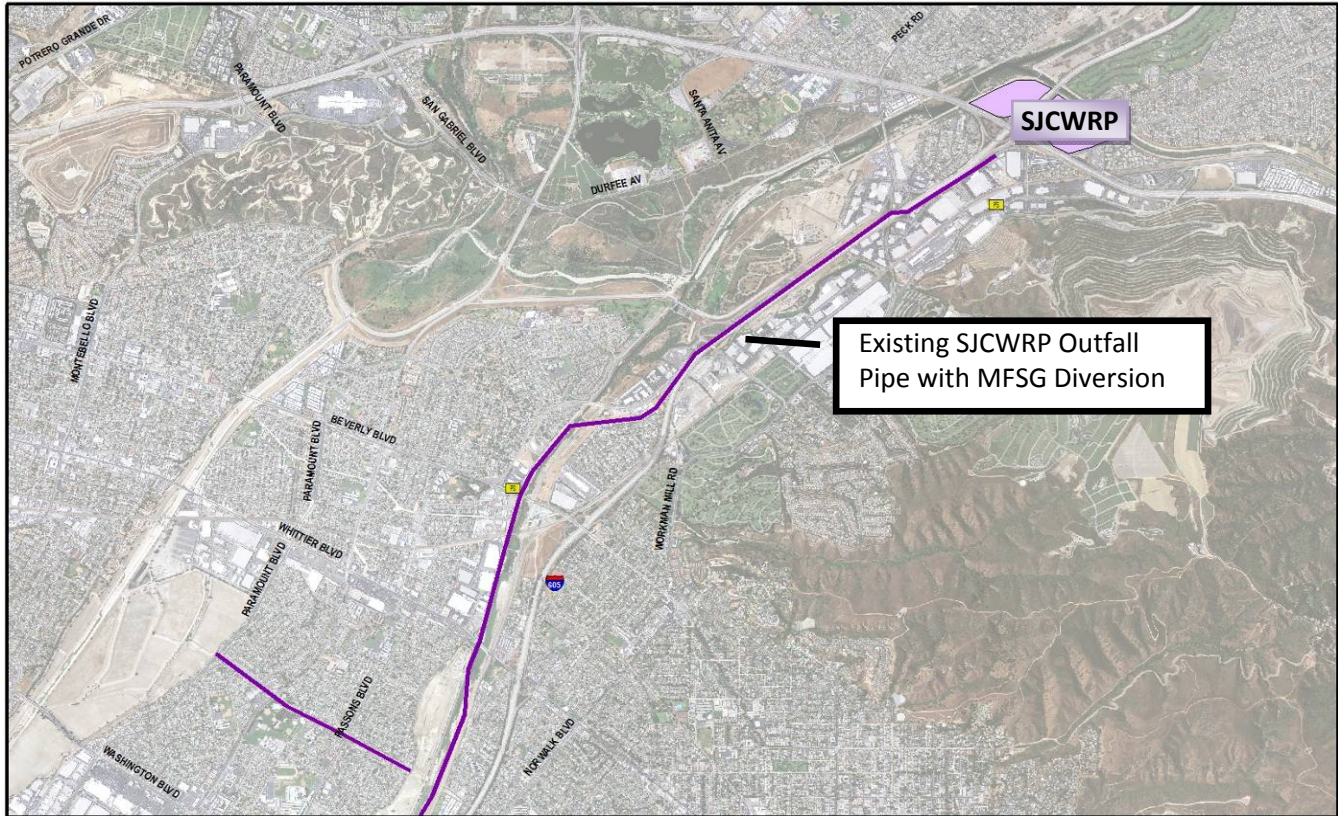 POTRERO GRANDE DR
PARAMOUNT BLVD
SAN GABRIEL BLVD
PECK RD
SANTA ANITA AV
SJCWRP
DURFEE AV
PS
MONTEBELLO BLVD
Existing SJCWRP Outfall
Pipe with MFSG Diversion
BEVERLY BLVD
PARAMOUNT BLVD
PS
WORKMAN MILL RD
WHITTIER BLVD
PARAMOUNT BLVD
605
PASSONS BLVD
NORWALK BLVD
WASHINGTON BLVD